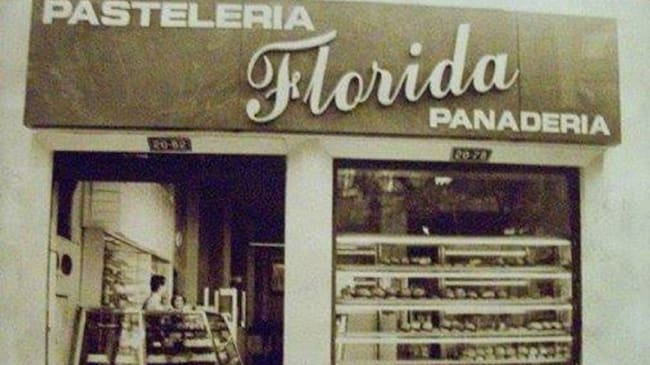 PASTELERIA
Florida
PANADERIA
20-82
20-78